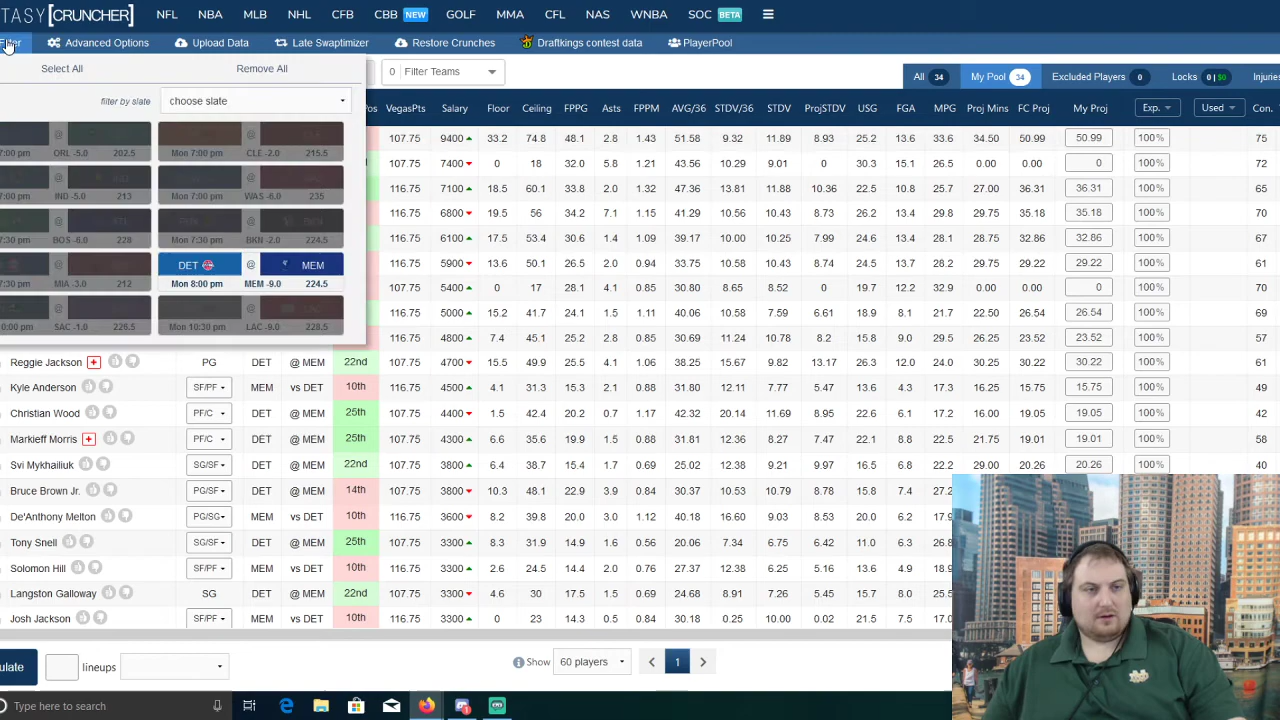 TASY [CRUNCHER] NFL NBA MLB NHL CFB CBB NEW GOLF MMA CFL NAS WNBA SOC BETA
Advanced Options Upload Data Late Swaptimizer Restore Crunches Draftkings contest data PlayerPool
Select All Remove All 0 Filter Teams All 34 My Pool 34 Excluded Players 0 Locks 0 | $0 Injuries
filter by slate choose slate
Pos VegasPts Salary Floor Ceiling FPPG Asts FPPM AVG/36 STDV/36 STDV ProjSTDV USG FGA MPG Proj Mins FC Proj My Proj Exp. Used Con.
@ @
7:00 pm ORL -5.0 202.5 Mon 7:00 pm CLE -2.0 215.5
@ IND @
7:00 pm IND -5.0 213 Mon 7:00 pm WAS -6.0 235
@ @ BKN
7:30 pm BOS -6.0 228 Mon 7:30 pm BKN -2.0 224.5
@ DET @ MEM
7:30 pm MIA -3.0 212 Mon 8:00 pm MEM -9.0 224.5
@ @
0:00 pm SAC -1.0 226.5 Mon 10:30 pm LAC -9.0 228.5
107.75 9400 33.2 74.8 48.1 2.8 1.43 51.58 9.32 11.89 8.93 25.2 13.6 33.6 34.50 50.99 50.99 100% 75
107.75 7400 0 18 32.0 5.8 1.21 43.56 10.29 9.01 0 30.3 15.1 26.5 0.00 0.00 0 100% 72
116.75 7100 18.5 60.1 33.8 2.0 1.32 47.36 13.81 11.88 10.36 22.5 13.7 25.7 27.00 36.31 36.31 100% 65
116.75 6800 19.5 56 34.2 7.1 1.15 41.29 10.56 10.43 8.73 26.2 13.4 29.8 29.75 35.18 35.18 100% 70
116.75 6100 17.5 53.4 30.6 1.4 1.09 39.17 10.00 10.25 7.99 24.6 13.4 28.1 28.75 32.86 32.86 100% 67
116.75 5900 13.6 50.1 26.5 2.0 0.94 33.75 10.58 10.43 8.74 24.5 12.3 28.8 29.75 29.22 29.22 100% 61
107.75 5400 0 17 28.1 4.1 0.85 30.80 8.65 8.52 0 19.7 12.2 32.9 0.00 0.00 0 100% 70
116.75 5000 15.2 41.7 24.1 1.5 1.11 40.06 10.58 7.59 6.61 18.9 8.1 21.7 22.50 26.54 26.54 100% 64
116.75 4800 7.4 45.1 25.2 2.8 0.85 30.69 11.24 10.78 8.2 15.8 9.0 29.5 26.25 23.52 23.52 100% 60
Reggie Jackson PG DET @ MEM 22nd 107.75 4700 15.5 49.9 25.5 4.1 1.06 38.25 15.67 9.82 13.17 26.3 12.0 24.0 30.25 30.22 30.22 100% 61
Kyle Anderson SF/PF MEM vs DET 10th 116.75 4500 4.1 31.3 15.3 2.1 0.88 31.80 12.11 7.77 5.47 13.6 4.3 17.3 16.25 15.75 15.75 100% 49
Christian Wood PF/C DET @ MEM 25th 107.75 4400 1.5 42.4 20.2 0.7 1.17 42.32 20.14 11.69 8.95 22.6 6.1 17.2 16.00 19.05 19.05 100% 42
Markieff Morris PF/C DET @ MEM 25th 107.75 4300 6.6 35.6 19.9 1.5 0.88 31.81 12.36 8.27 7.47 22.1 8.8 22.5 21.75 19.01 19.01 100% 58
Svi Mykhailiuk SG/SF DET @ MEM 22nd 107.75 4300 6.4 38.7 15.4 1.7 0.69 25.02 12.38 9.21 9.97 16.3 7.4 22.2 29.00 20.26 20.26 100% 40
Bruce Brown Jr. PG/SF DET @ MEM 14th 107.75 3800 10.3 48.1 22.9 3.9 0.84 30.37 10.53 10.79 8.78 15.8 7.4 27.2
De'Anthony Melton PG/SG MEM vs DET 10th 116.75 3600 8.2 39.8 20.0 3.0 1.12 40.18 16.60 9.03 8.53 20.0 6.2 17.9
Tony Snell SG/SF DET @ MEM 25th 107.75 3300 8.3 31.9 14.9 1.6 0.56 20.06 7.34 5.75 6.42 11.0 6.3 26.8
Solomon Hill SF/PF MEM vs DET 10th 116.75 3300 2.6 24.5 14.4 2.0 0.76 27.37 12.38 6.25 5.16 13.6 4.9 18.9
Langston Galloway SG DET @ MEM 22nd 107.75 3300 4.6 30 17.5 1.5 0.69 24.68 8.91 7.26 5.45 15.7 8.0 25.
Josh Jackson SF/PF MEM vs DET 10th 116.75 3300 0 23 14.3 0.5 0.84 30.18 0.25 10.00 0.02 21.5 7.5 17.0
ulate lineups Show 60 players 1
Type here to search